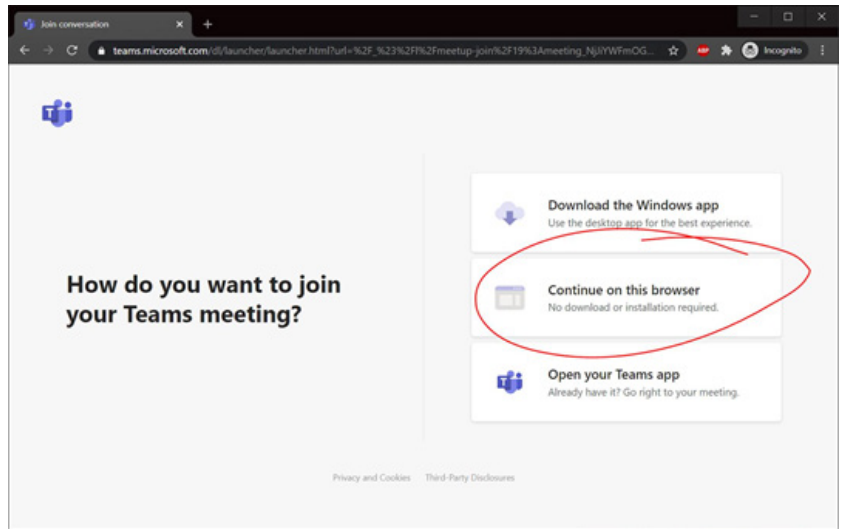 Join conversation
teams.microsoft.com/dl/launcher/launcher.html?url=%2F_%23%2Fl%2Fmeetup-join%2F19%3Ameeting_NjJiYWFmOG...
ABP
Incognito
T
Download the Windows app
Use the desktop app for the best experience.
How do you want to join
your Teams meeting?
Continue on this browser
No download or installation required.
T
Open your Teams app
Already have it? Go right to your meeting.
Privacy and Cookies Third-Party Disclosures